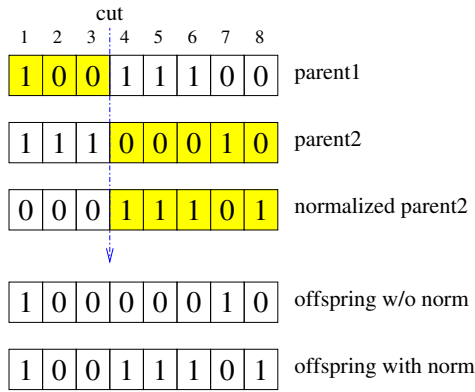 cut
1 2 3 4 5 6 7 8
1 0 0 1 1 1 0 0 parent1
1 1 1 0 0 0 1 0 parent2
0 0 0 1 1 1 0 1 normalized parent2
1 0 0 0 0 0 1 0 offspring w/o norm
1 0 0 1 1 1 0 1 offspring with norm